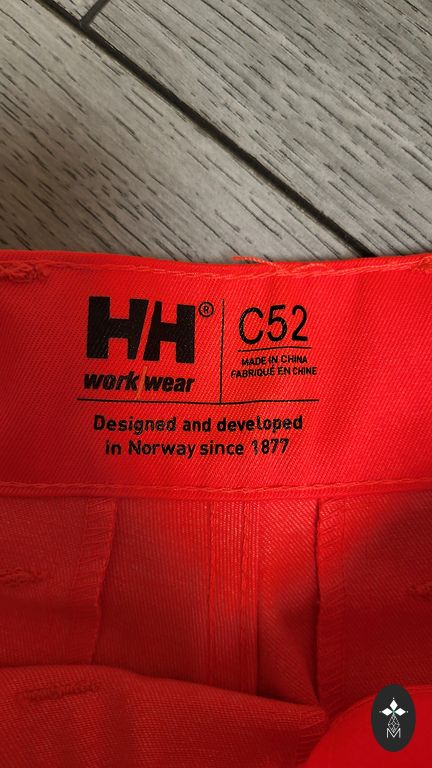 HH®
work wear
C52
MADE IN CHINA
FABRIQUÉ EN CHINE
Designed and developed
in Norway since 1877
M